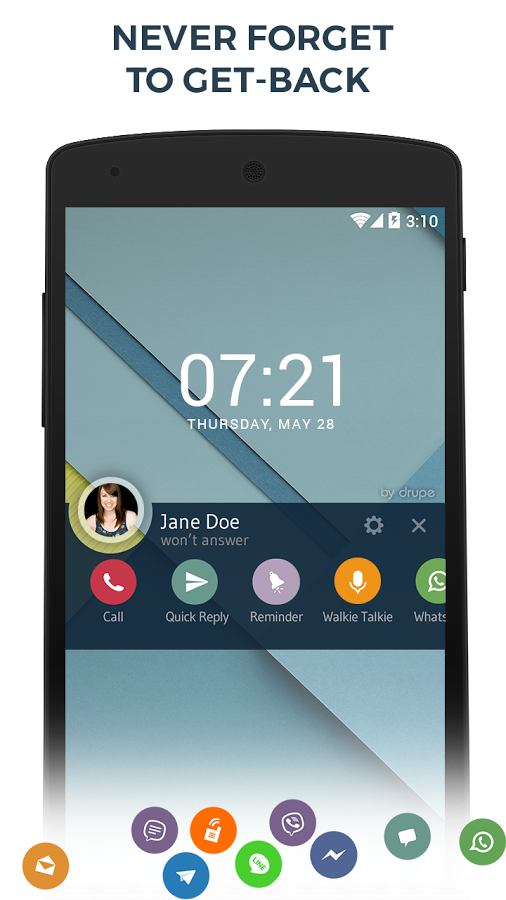 NEVER FORGET
TO GET-BACK
3:10
07:21
THURSDAY, MAY 28
by drupe
Jane Doe
won't answer
Call
Quick Reply
Reminder
Walkie Talkie
Whats
LINE